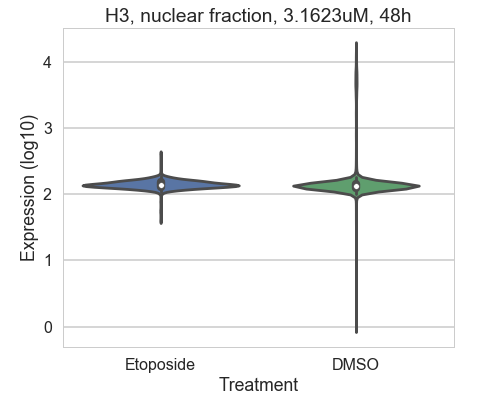 H3, nuclear fraction, 3.1623uM, 48h
Expression (log10)
4
3
2
1
0
Etoposide
DMSO
Treatment